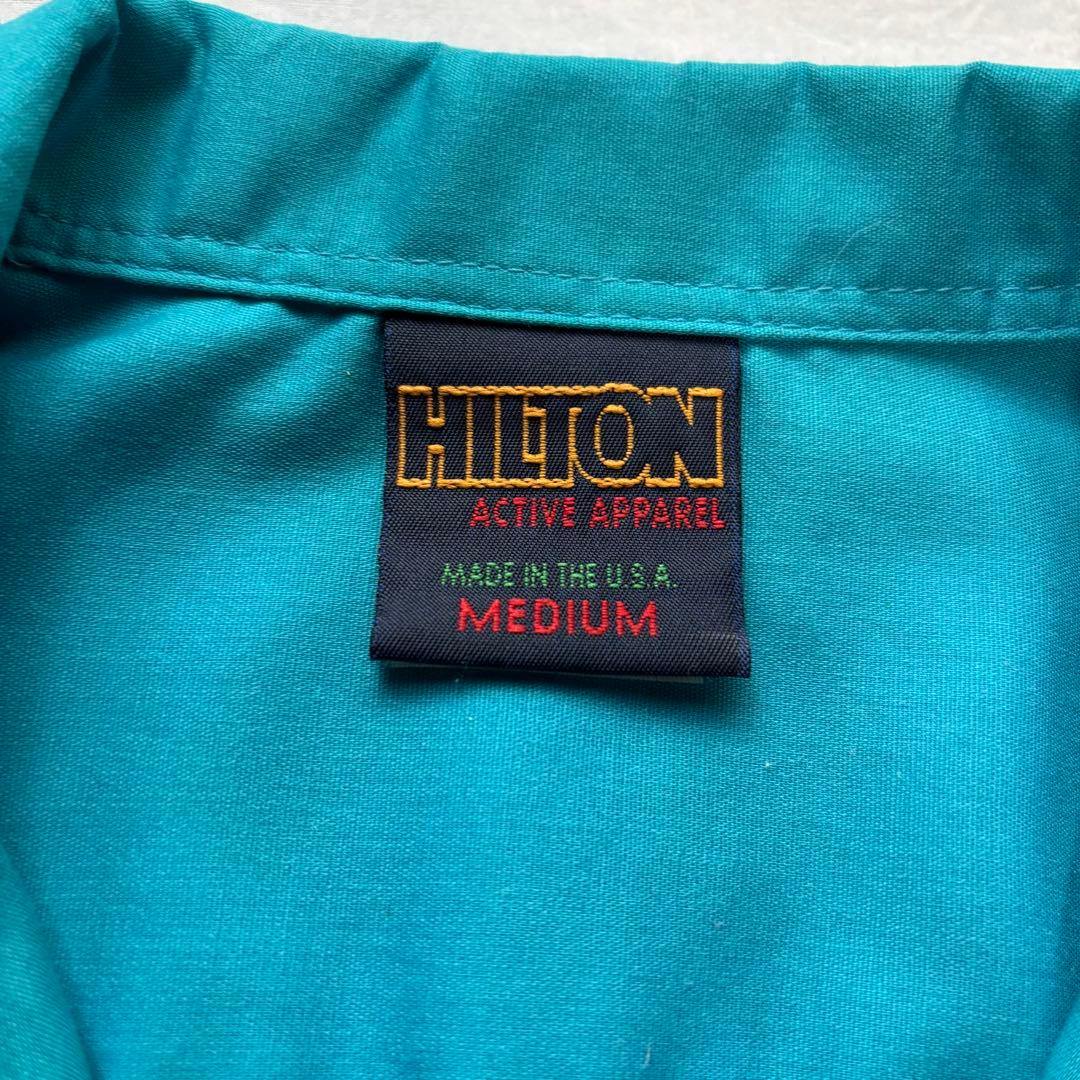 HILTON
ACTIVE APPAREL
MADE IN THE U.S.A.
MEDIUM